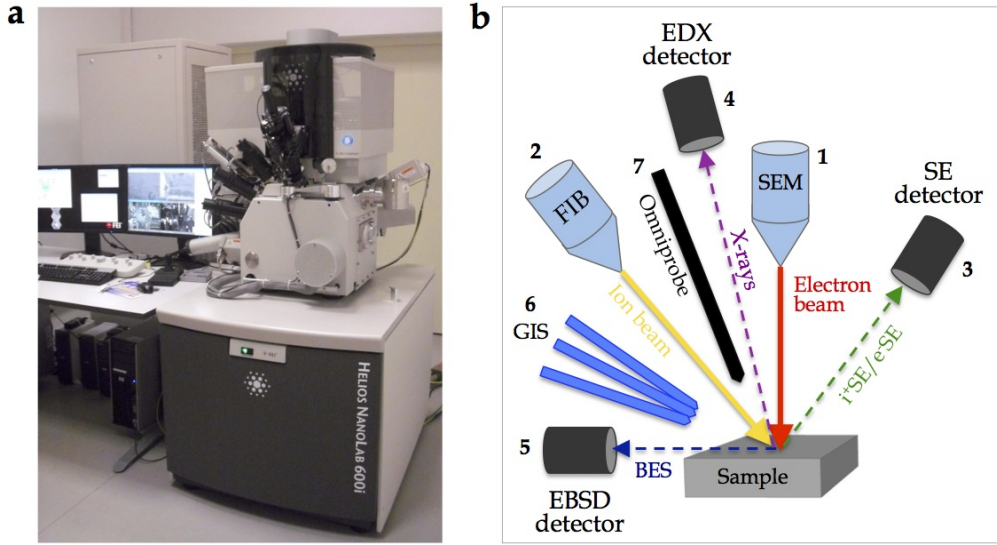 a
HELIOS NANOLAB 600i
FEI
b
EDX
detector
4
2
FIB
7
Omniprobe
X-rays
1
SEM
SE
detector
3
Electron
beam
6
GIS
Ion beam
i⁺SE/e⁻SE
5
BES
EBSD
detector
Sample